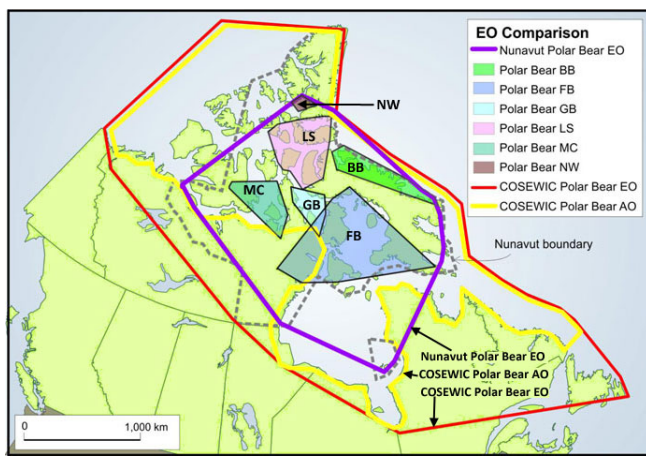 EO Comparison
Nunavut Polar Bear EO
Polar Bear BB
Polar Bear FB
Polar Bear GB
Polar Bear LS
Polar Bear MC
Polar Bear NW
COSEWIC Polar Bear EO
COSEWIC Polar Bear AO
NW
LS
BB
MC
GB
FB
Nunavut boundary
Nunavut Polar Bear EO
COSEWIC Polar Bear AO
COSEWIC Polar Bear EO
0 1,000 km